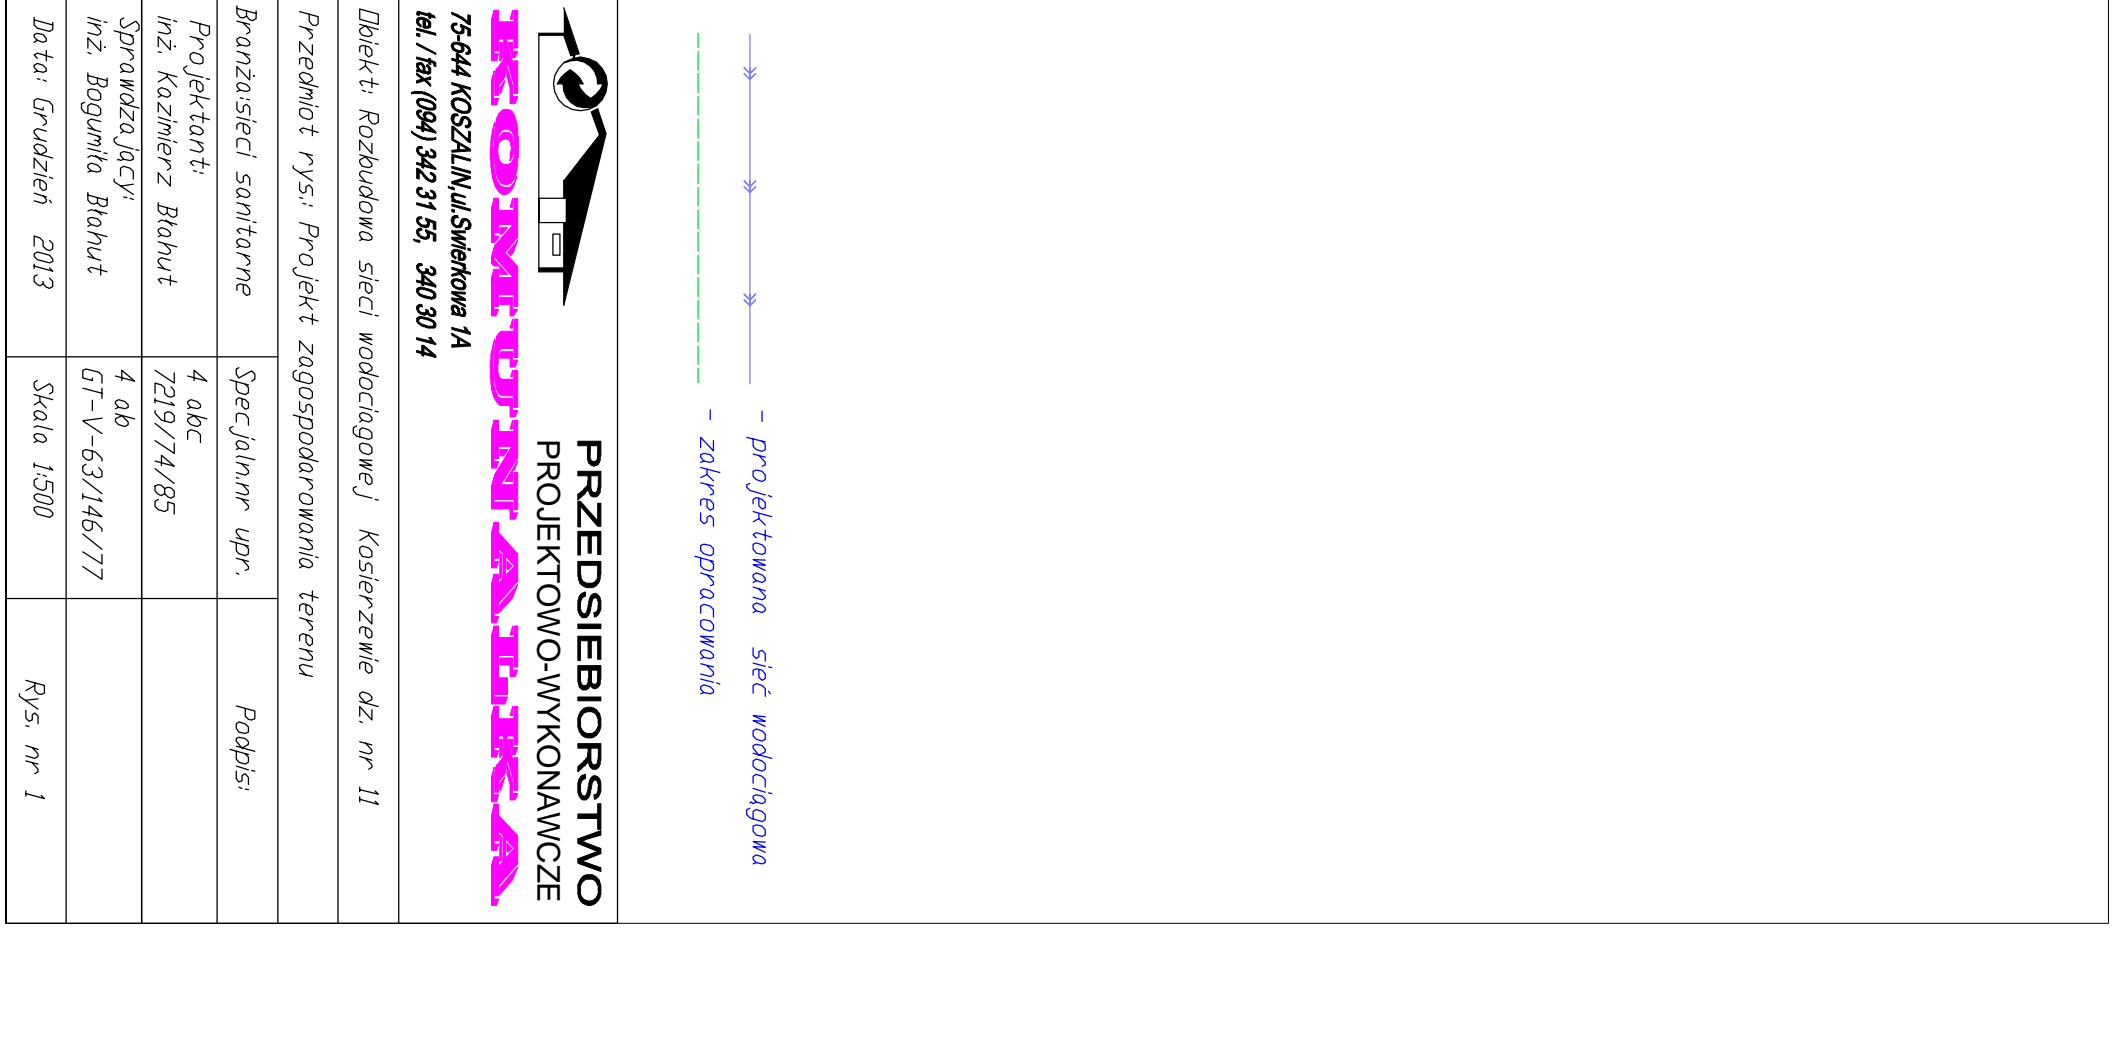 - projektowana sieć wodociągowa
- zakres opracowania
PRZEDSIEBIORSTWO
PROJEKTOWO-WYKONAWCZE
KOMUNALKA
75-644 KOSZALIN,ul.Swierkowa 1A
tel. / fax (094) 342 31 55, 340 30 14
Obiekt: Rozbudowa sieci wodociagowej Kosierzewie dz. nr 11
Przedmiot rys.: Projekt zagospodarowania terenu
Branża:sieci sanitarne
Specjaln.nr upr.
Podpis:
Projektant:
inż. Kazimierz Błahut
4 abc
7219/74/85
Sprawdzający:
inż. Bogumiła Błahut
4 ab
GT-V-63/146/77
Data: Grudzień 2013
Skala 1:500
Rys. nr 1